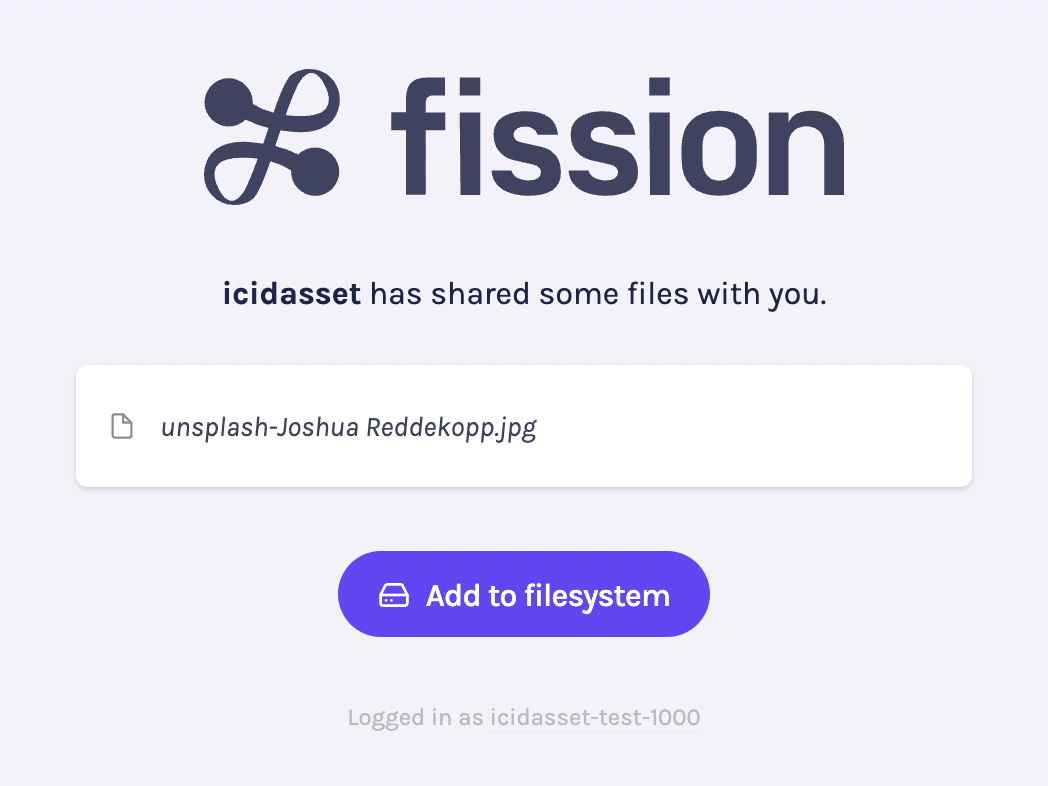 fission
icidasset has shared some files with you.
unsplash-Joshua Reddekopp.jpg
Add to filesystem
Logged in as icidasset-test-1000